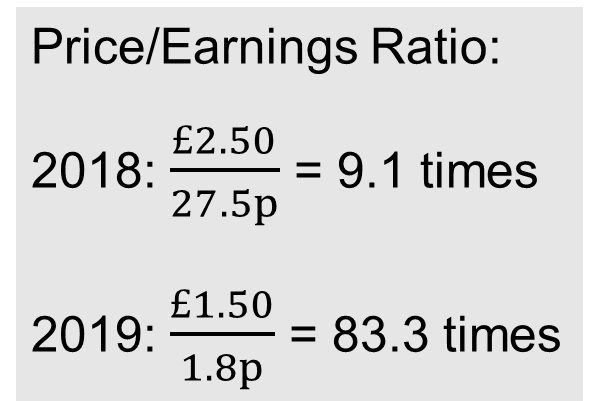 Price/Earnings Ratio:
2018: £2.50/27.5p = 9.1 times
2019: £1.50/1.8p = 83.3 times